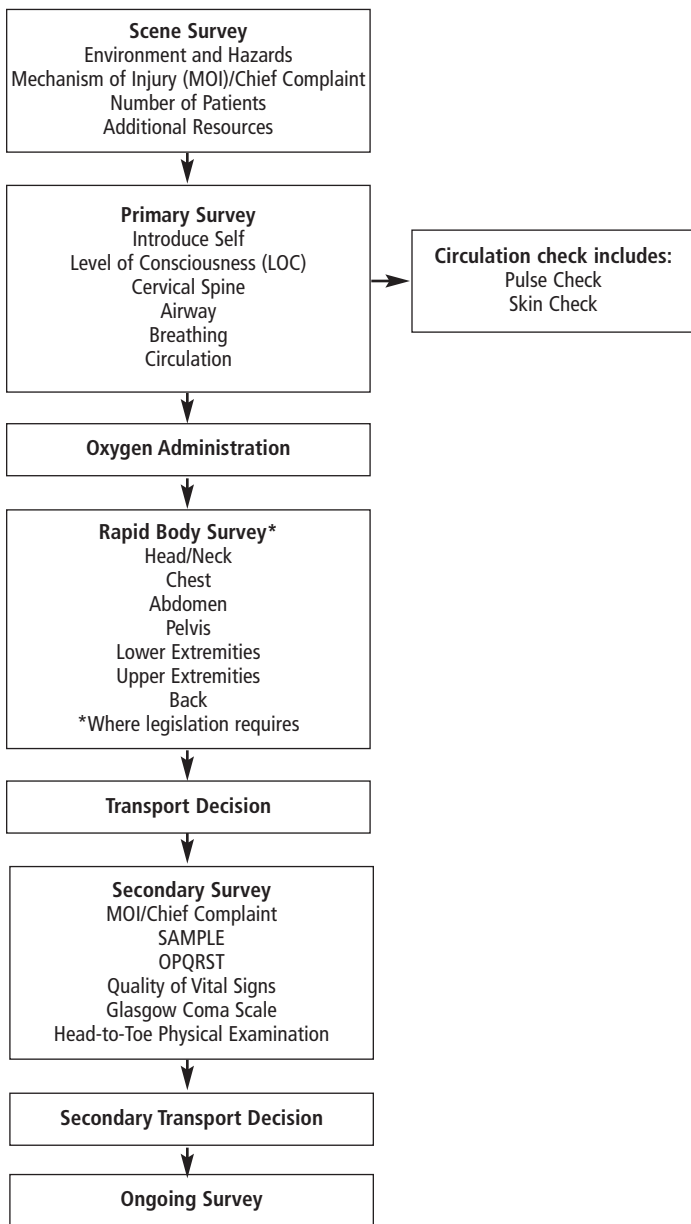 Scene Survey
Environment and Hazards
Mechanism of Injury (MOI)/Chief Complaint
Number of Patients
Additional Resources
Primary Survey
Introduce Self
Level of Consciousness (LOC)
Cervical Spine
Airway
Breathing
Circulation
Circulation check includes:
Pulse Check
Skin Check
Oxygen Administration
Rapid Body Survey*
Head/Neck
Chest
Abdomen
Pelvis
Lower Extremities
Upper Extremities
Back
*Where legislation requires
Transport Decision
Secondary Survey
MOI/Chief Complaint
SAMPLE
OPQRST
Quality of Vital Signs
Glasgow Coma Scale
Head-to-Toe Physical Examination
Secondary Transport Decision
Ongoing Survey